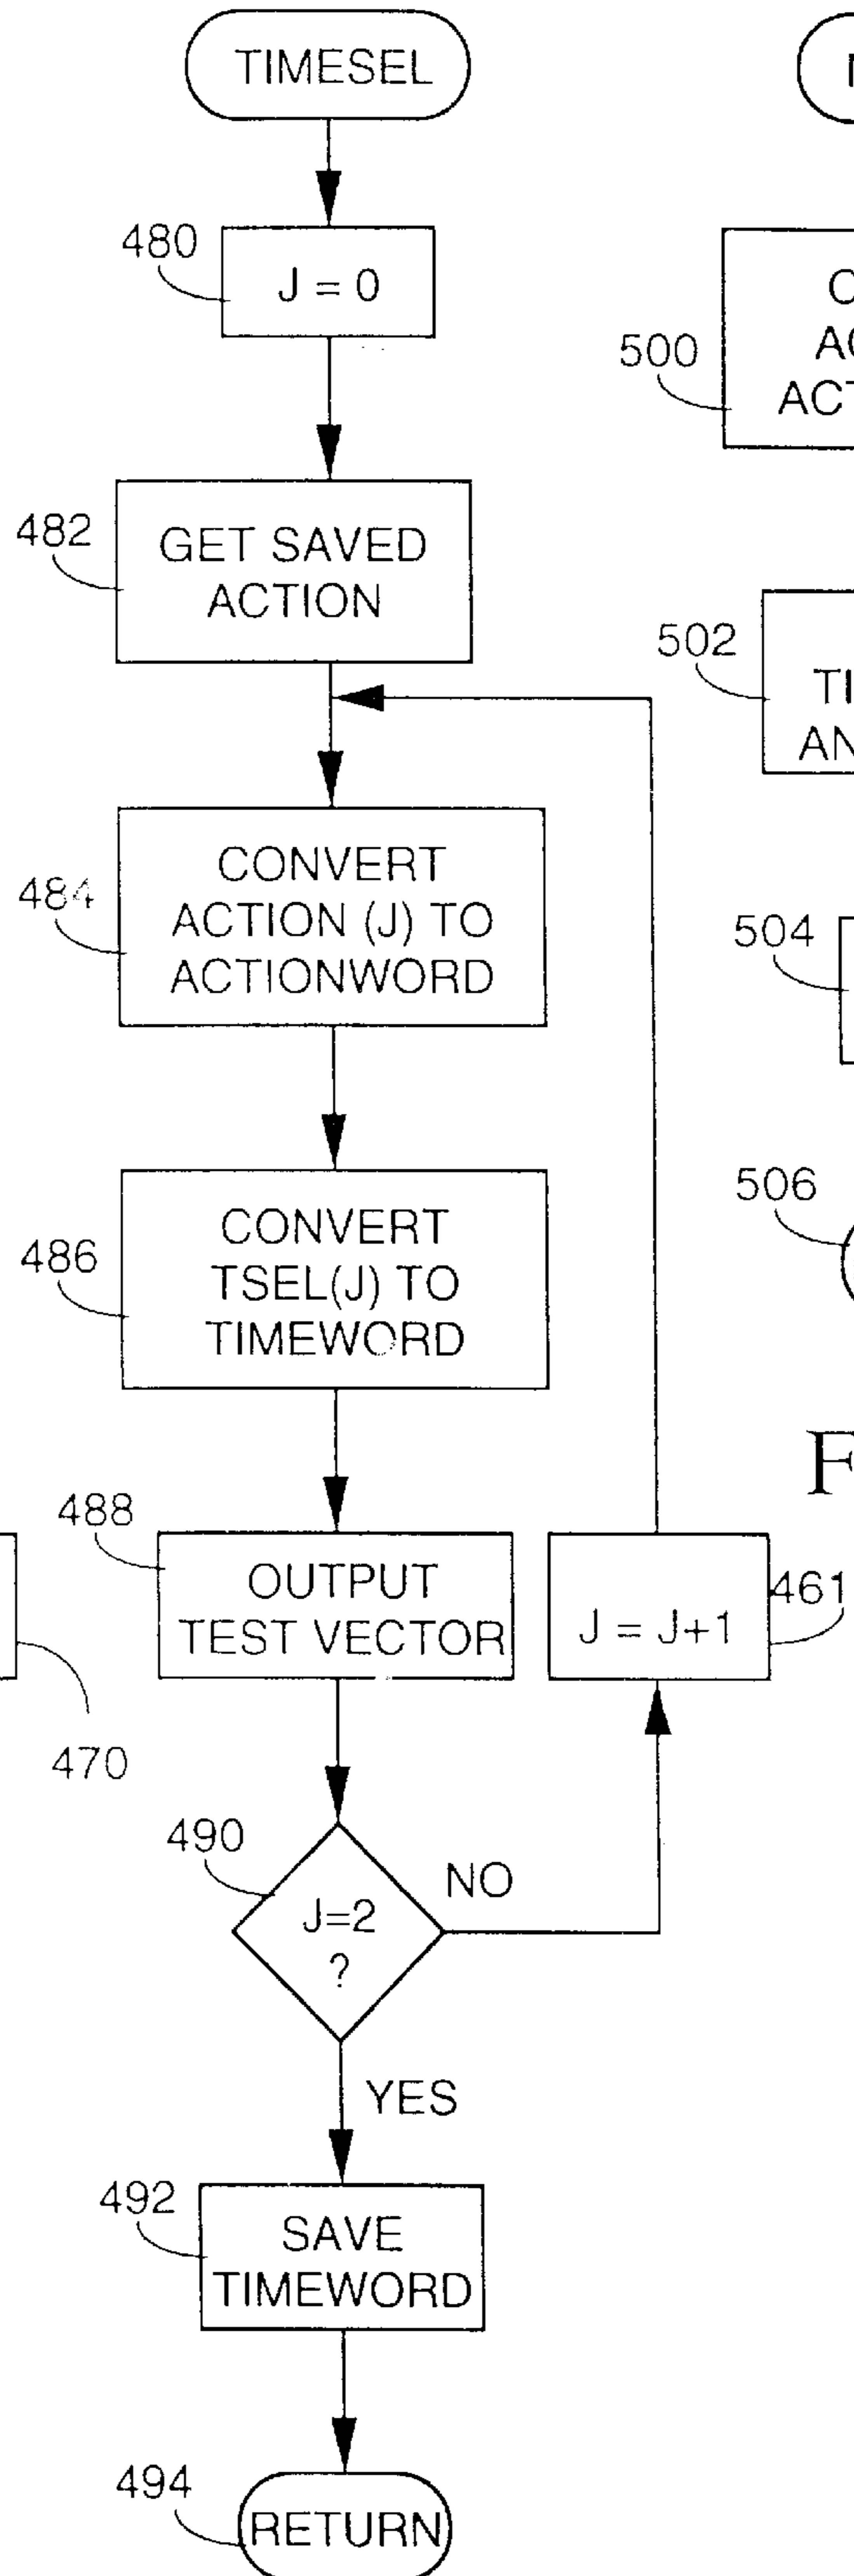 TIMESEL
480
J = 0
482
GET SAVED
ACTION
484
CONVERT
ACTION (J) TO
ACTIONWORD
486
CONVERT
TSEL(J) TO
TIMEWORD
488
OUTPUT
TEST VECTOR
461
J = J+1
470
490
J=2
?
NO
YES
492
SAVE
TIMEWORD
494
RETURN
500
502
504
506